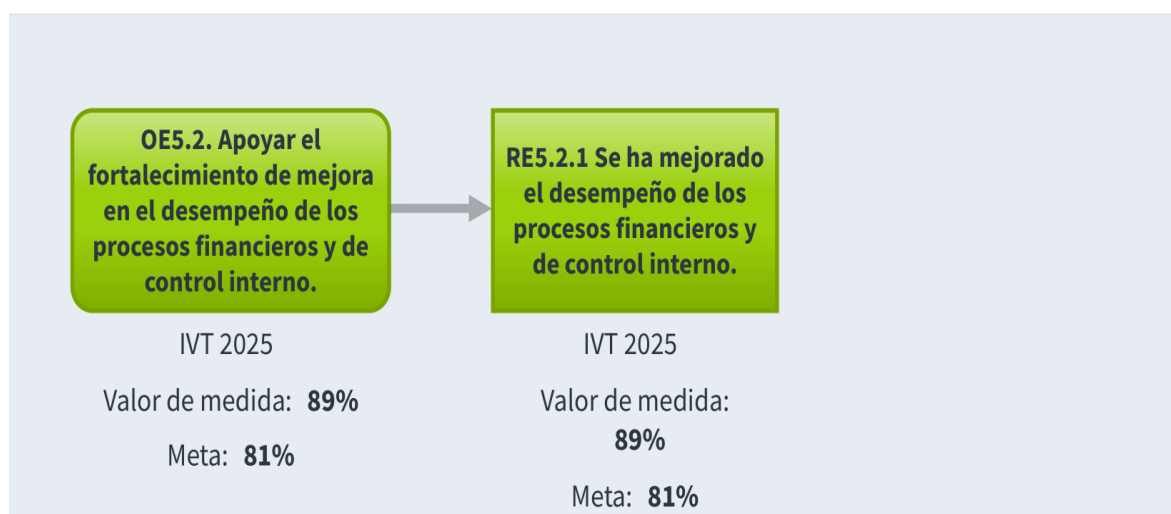 OE5.2. Apoyar el
fortalecimiento de mejora
en el desempeño de los
procesos financieros y de
control interno.
IVT 2025
Valor de medida: 89%
Meta: 81%
RE5.2.1 Se ha mejorado
el desempeño de los
procesos financieros y
de control interno.
IVT 2025
Valor de medida:
89%
Meta: 81%